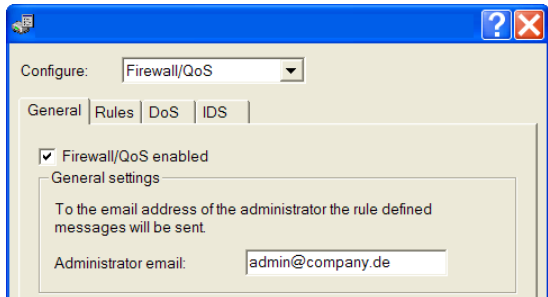 Configure: Firewall/QoS
General Rules DoS IDS
Firewall/QoS enabled
General settings
To the email address of the administrator the rule defined
messages will be sent.
Administrator email: admin@company.de